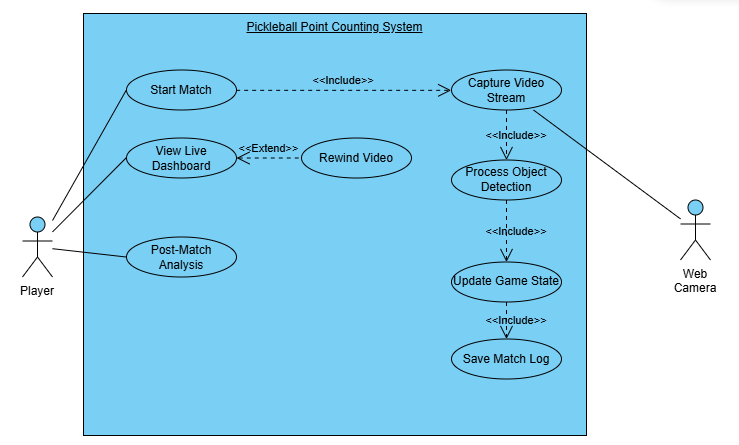 Pickleball Point Counting System
Start Match
<<Include>>
Capture Video
Stream
<<Include>>
View Live
Dashboard
<<Extend>>
Rewind Video
Process Object
Detection
<<Include>>
Player
Post-Match
Analysis
Web
Camera
Update Game State
<<Include>>
Save Match Log